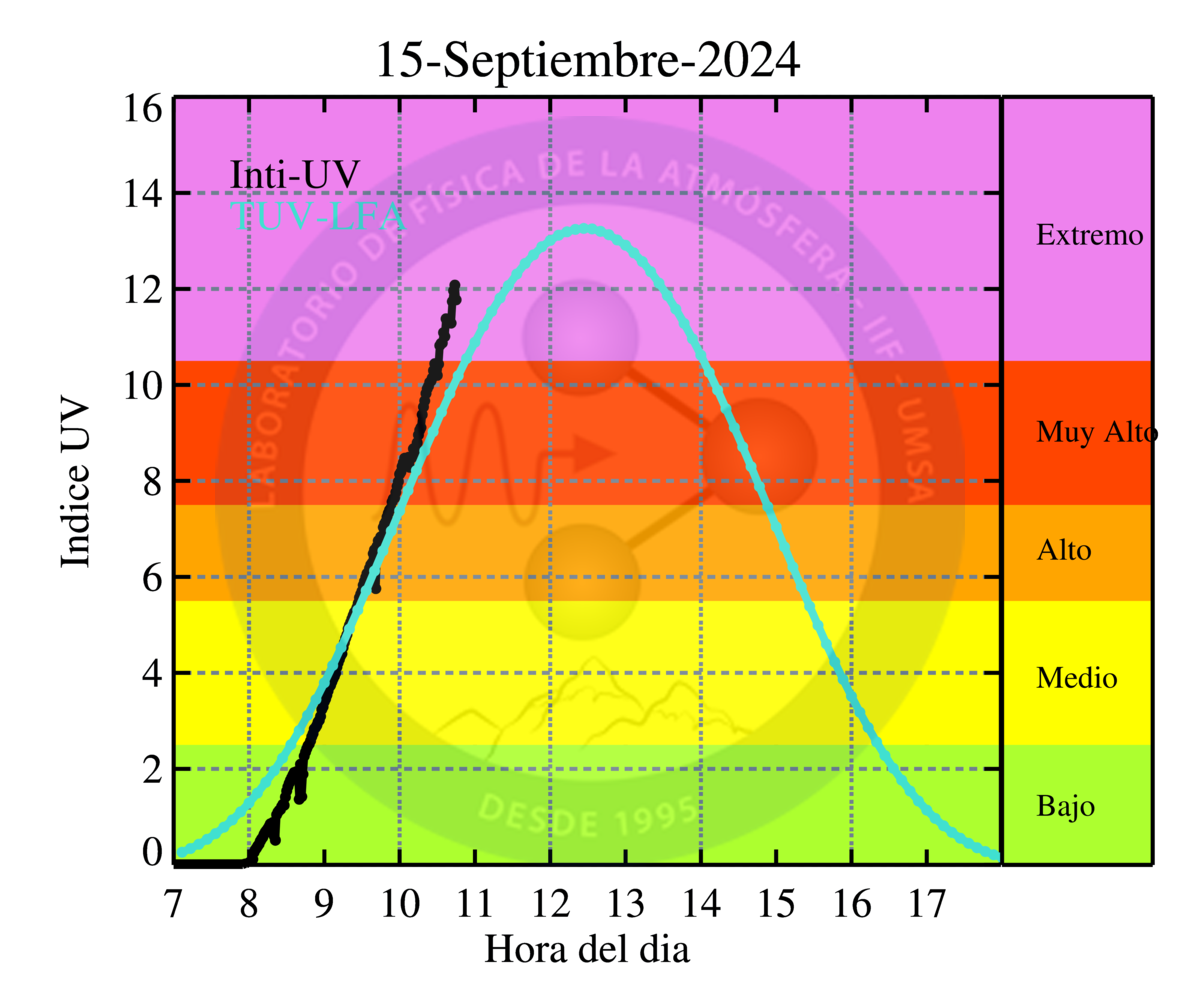 15-Septiembre-2024
16
14
12
10
8
6
4
2
0
Indice UV
Inti-UV
TUV-LFA
LABORATORIO DE FÍSICA DE LA ATMÓSFERA - IIF - UMSA
DESDE 1995
Extremo
Muy Alto
Alto
Medio
Bajo
7 8 9 10 11 12 13 14 15 16 17
Hora del dia